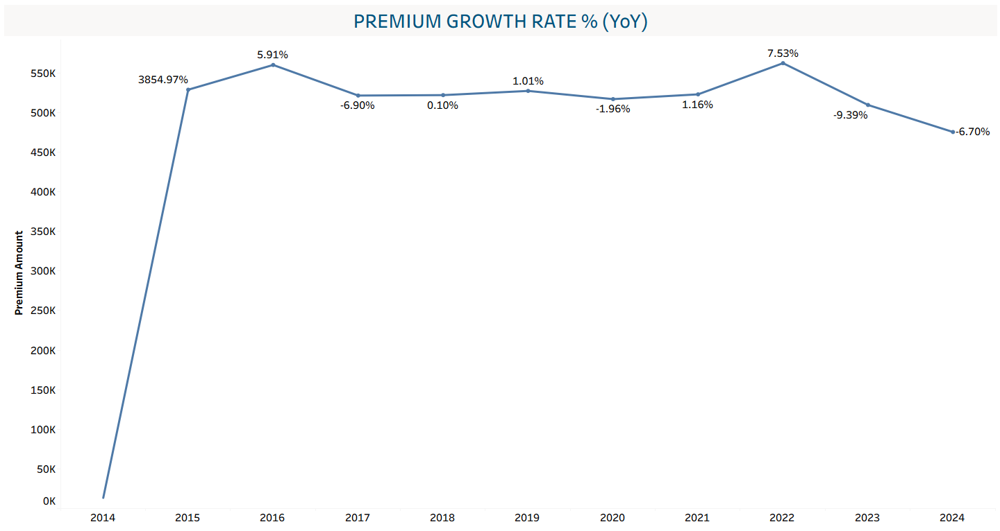 PREMIUM GROWTH RATE % (YoY)
7.53%
5.91%
550K
3854.97%
1.01%
-6.90%
0.10%
-1.96%
1.16%
500K
-9.39%
-6.70%
450K
400K
350K
Premium Amount
300K
250K
200K
150K
100K
50K
0K
2014 2015 2016 2017 2018 2019 2020 2021 2022 2023 2024